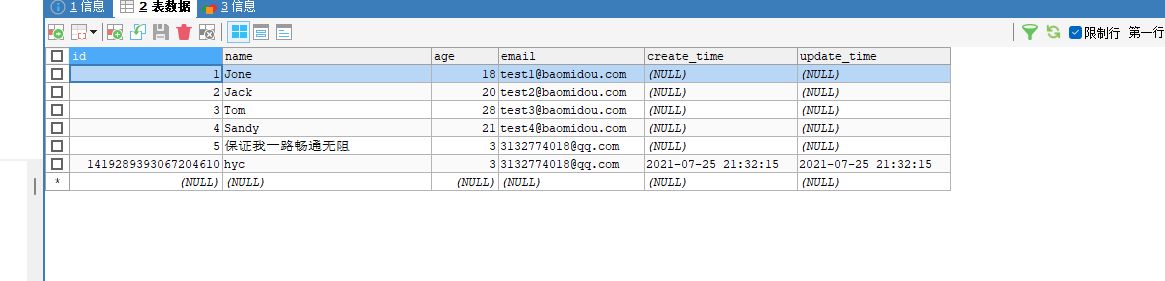 1 信息 2 表数据 3 信息
限制行 第一行
id name age email create_time update_time
1 Jone 18 test1@baomidou.com (NULL) (NULL)
2 Jack 20 test2@baomidou.com (NULL) (NULL)
3 Tom 28 test3@baomidou.com (NULL) (NULL)
4 Sandy 21 test4@baomidou.com (NULL) (NULL)
5 保证我一路畅通无阻 3 3132774018@qq.com (NULL) (NULL)
1419289393067204610 hyc 3 3132774018@qq.com 2021-07-25 21:32:15 2021-07-25 21:32:15
* (NULL) (NULL) (NULL) (NULL) (NULL) (NULL)